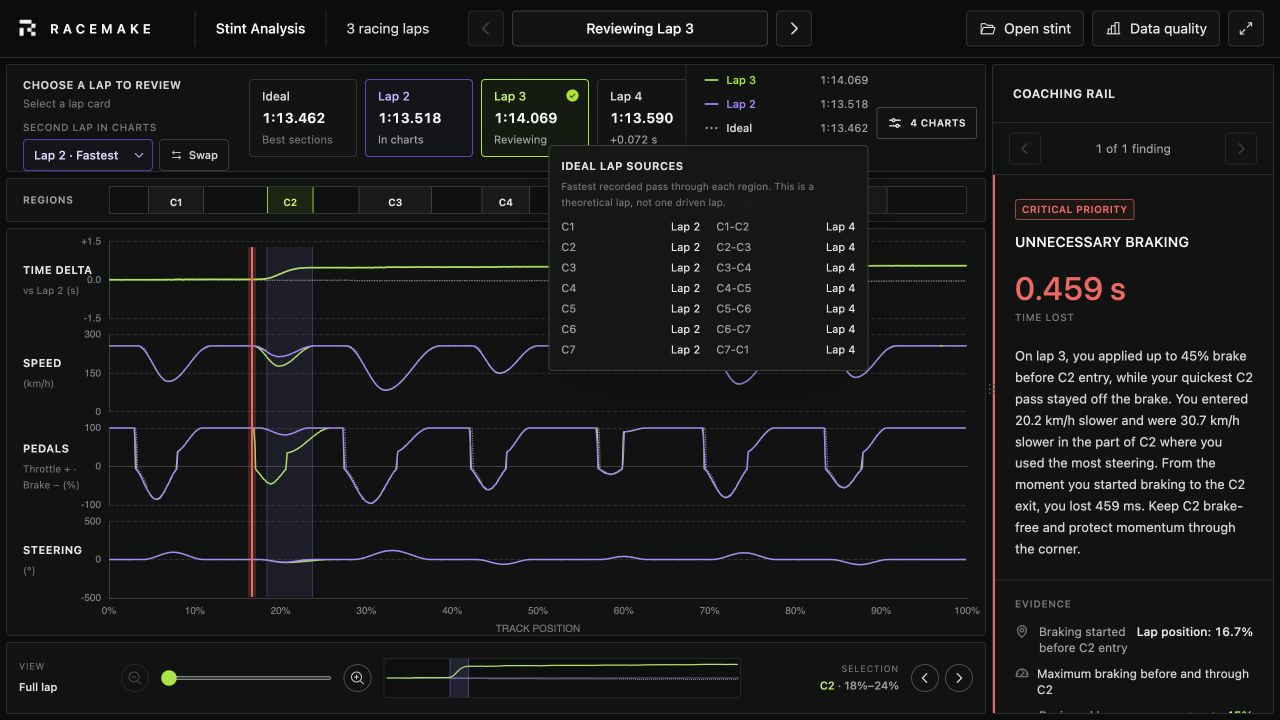 RACEMAKE
Stint Analysis
3 racing laps
Reviewing Lap 3
Open stint
Data quality
CHOOSE A LAP TO REVIEW
Select a lap card
SECOND LAP IN CHARTS
Lap 2 · Fastest
Swap
Ideal
1:13.462
Best sections
Lap 2
1:13.518
In charts
Lap 3
1:14.069
Reviewing
Lap 4
1:13.590
+0.072 s
Lap 3 1:14.069
Lap 2 1:13.518
Ideal 1:13.462
4 CHARTS
REGIONS
C1
C2
C3
C4
IDEAL LAP SOURCES
Fastest recorded pass through each region. This is a
theoretical lap, not one driven lap.
C1 Lap 2 C1-C2 Lap 4
C2 Lap 2 C2-C3 Lap 4
C3 Lap 2 C3-C4 Lap 4
C4 Lap 2 C4-C5 Lap 4
C5 Lap 2 C5-C6 Lap 4
C6 Lap 2 C6-C7 Lap 4
C7 Lap 2 C7-C1 Lap 4
TIME DELTA
vs Lap 2 (s)
+1.5
0.0
-1.5
SPEED
(km/h)
300
150
0
PEDALS
Throttle + ·
Brake − (%)
100
0
-100
STEERING
(°)
500
0
-500
0% 10% 20% 30% 40% 50% 60% 70% 80% 90% 100%
TRACK POSITION
VIEW
Full lap
SELECTION
C2 · 18%–24%
COACHING RAIL
1 of 1 finding
CRITICAL PRIORITY
UNNECESSARY BRAKING
0.459 s
TIME LOST
On lap 3, you applied up to 45% brake
before C2 entry, while your quickest C2
pass stayed off the brake. You entered
20.2 km/h slower and were 30.7 km/h
slower in the part of C2 where you
used the most steering. From the
moment you started braking to the C2
exit, you lost 459 ms. Keep C2 brake-
free and protect momentum through
the corner.
EVIDENCE
Braking started Lap position: 16.7%
before C2 entry
Maximum braking before and through
C2